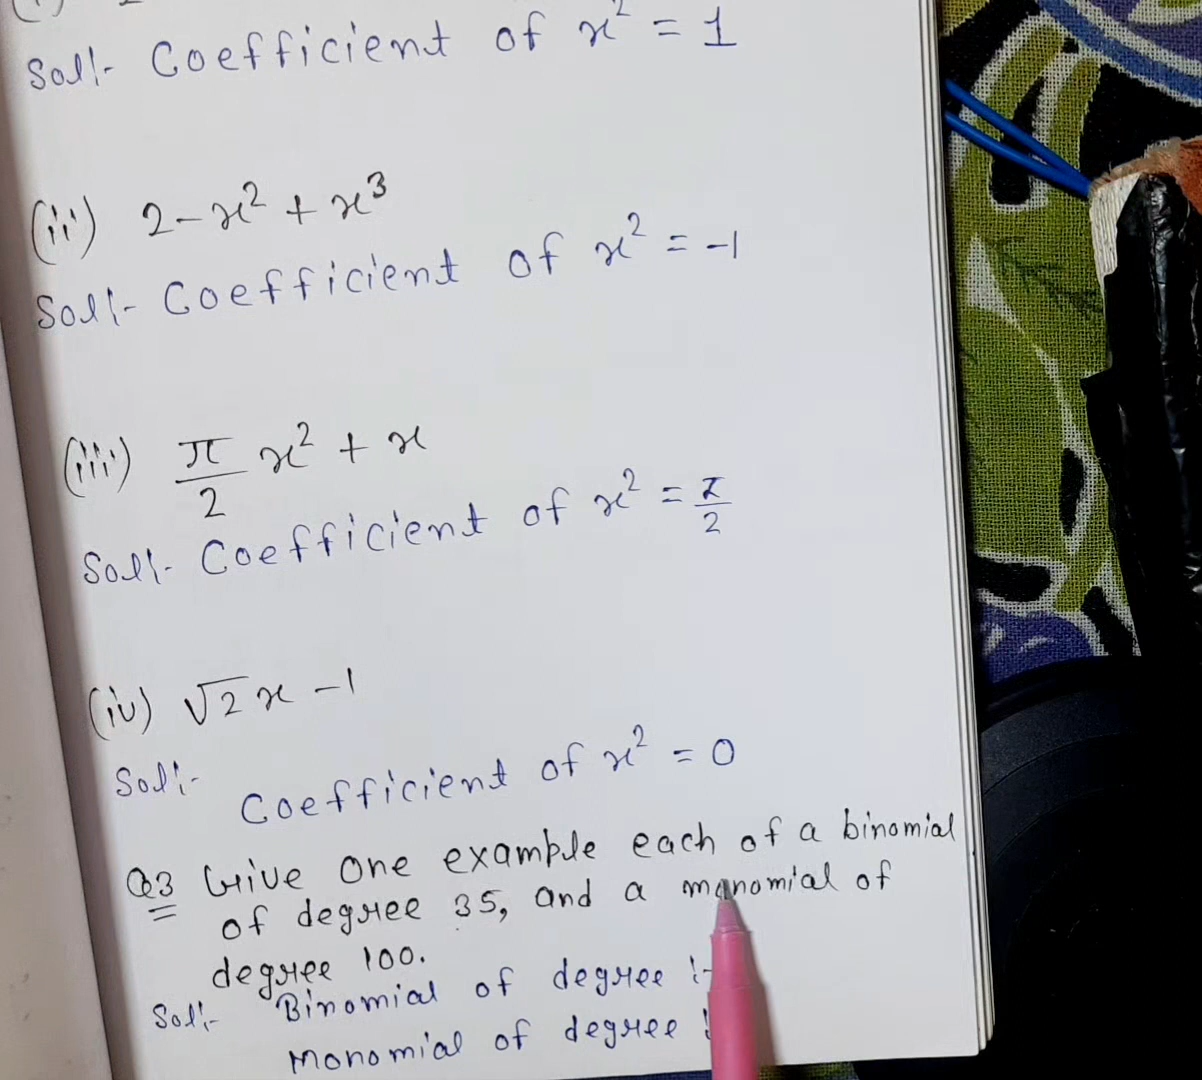 Sol:- Coefficient of x² = 1
(ii) 2 - x² + x³
Sol:- Coefficient of x² = -1
(iii) π/2 x² + x
Sol:- Coefficient of x² = π/2
(iv) √2 x - 1
Sol:-
Coefficient of x² = 0
Q3 Give one example each of a binomial
of degree 35, and a monomial of
degree 100.
Sol:- Binomial of degree :-
Monomial of degree